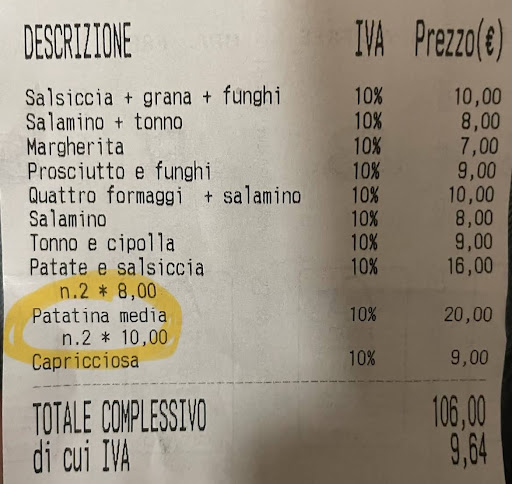 DESCRIZIONE IVA Prezzo(€)
Salsiccia + grana + funghi 10% 10,00
Salamino + tonno 10% 8,00
Margherita 10% 7,00
Prosciutto e funghi 10% 9,00
Quattro formaggi + salamino 10% 10,00
Salamino 10% 8,00
Tonno e cipolla 10% 9,00
Patate e salsiccia 10% 16,00
n.2 * 8,00
Patatina media 10% 20,00
n.2 * 10,00
Capricciosa 10% 9,00
TOTALE COMPLESSIVO 106,00
di cui IVA 9,64